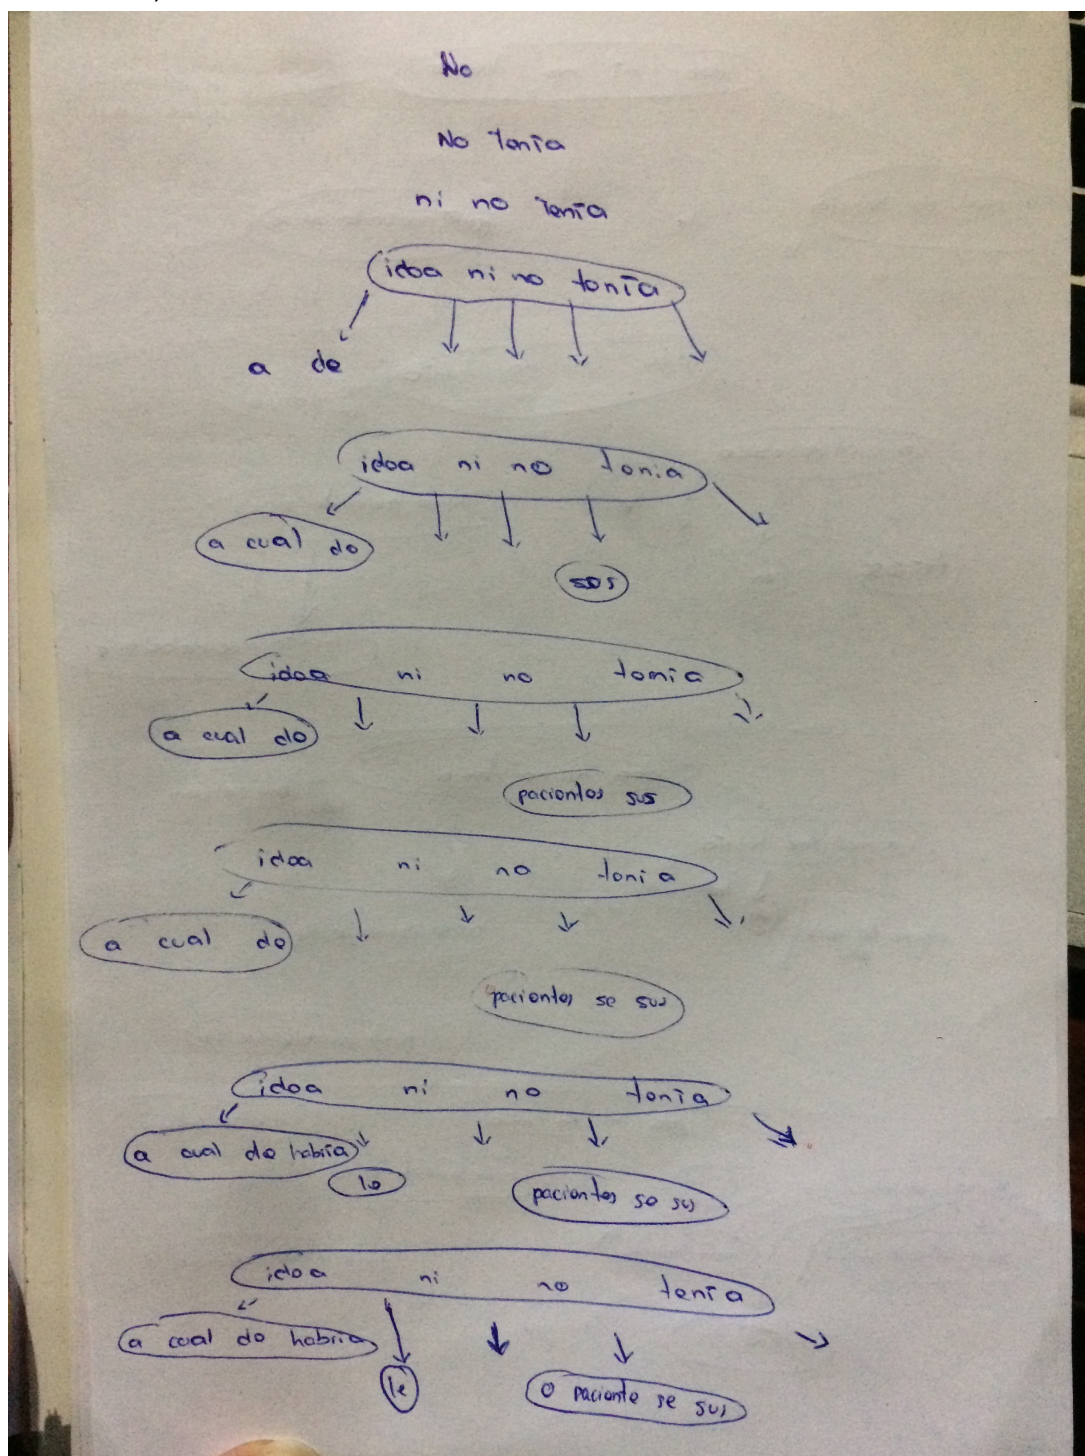 No
No Tenía
ni no Tenía
idea ni no tenía
a de
idea ni no tenia
a cual de
sus
idea ni no tenía
a cual de
pacientes sus
idea ni no tenia
a cual de
pacientes se sus
idea ni no tenía
a cual de habría
le
pacientes se sus
idea ni no tenía
a cual de habría
le
o paciente se sus